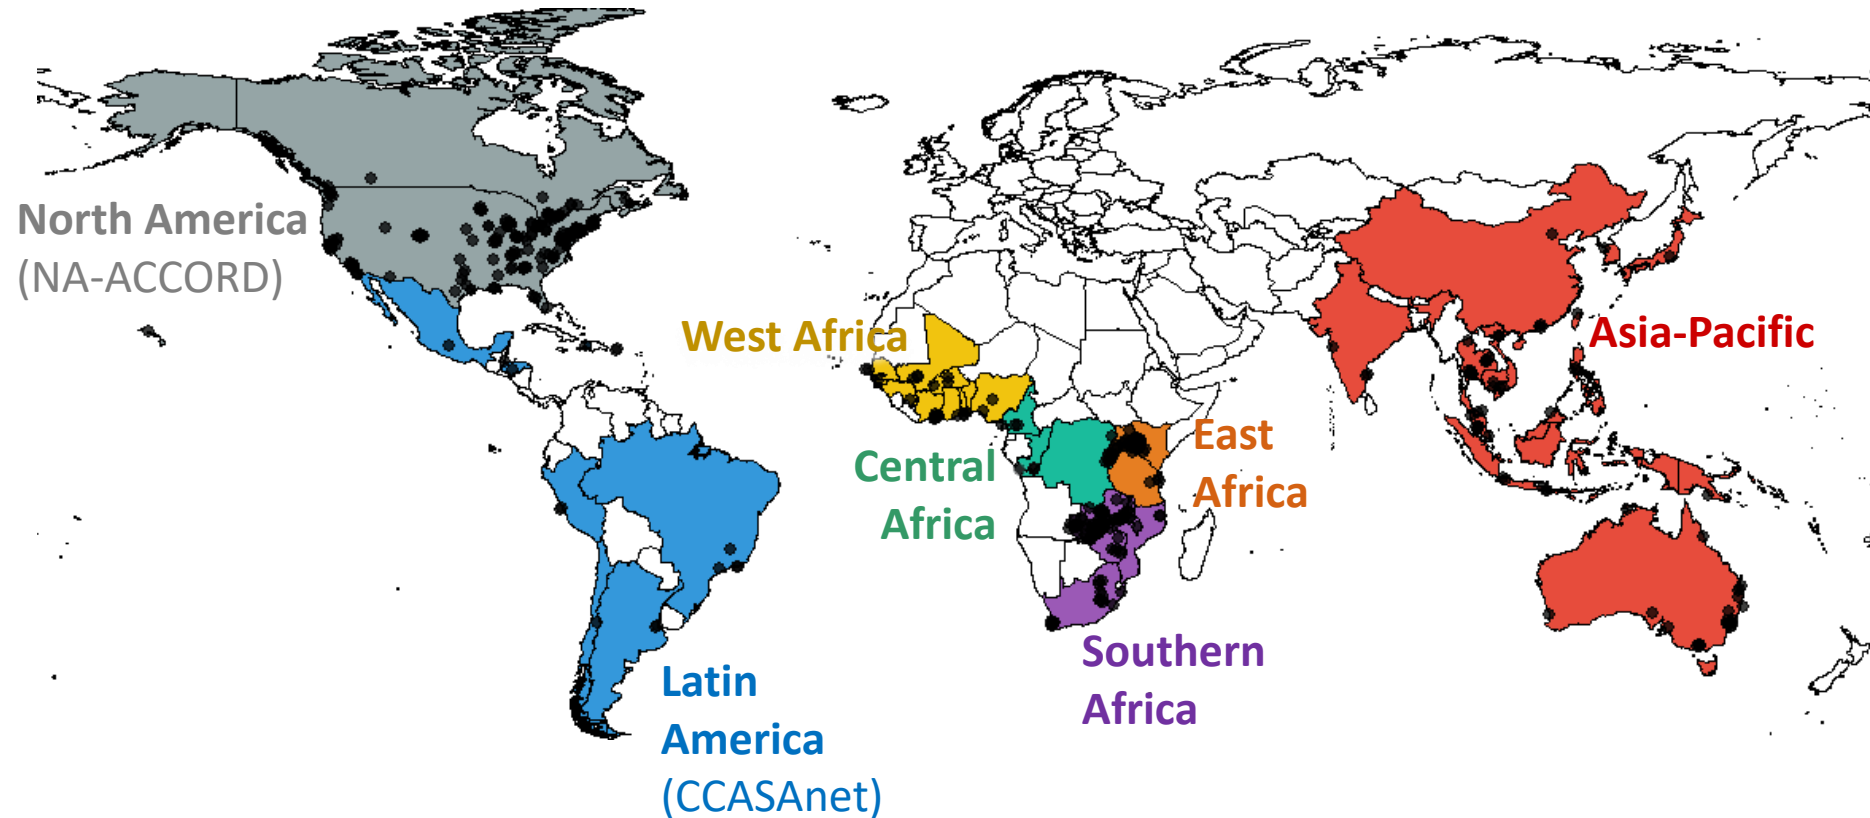 North America
(NA-ACCORD)
West Africa
Asia-Pacific
Central
Africa
East
Africa
Southern
Africa
Latin
America
(CCASAnet)